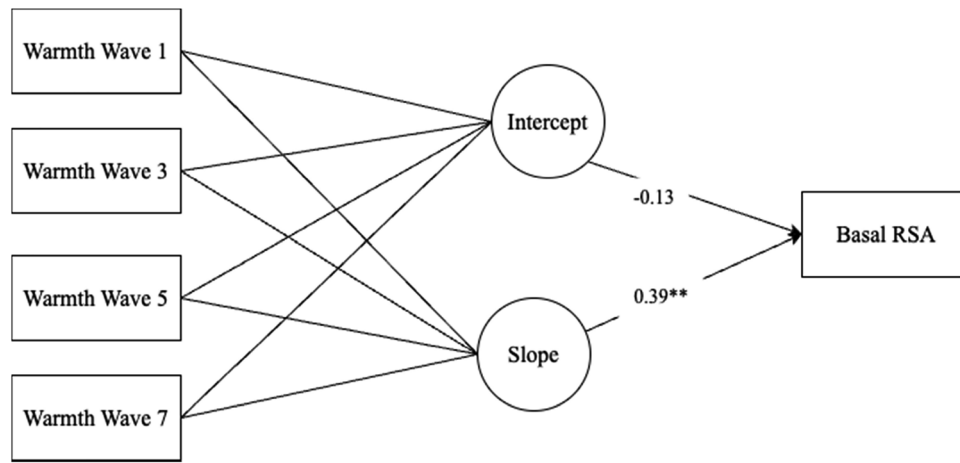 Warmth Wave 1
Warmth Wave 3
Warmth Wave 5
Warmth Wave 7
Intercept
Slope
-0.13
0.39**
Basal RSA